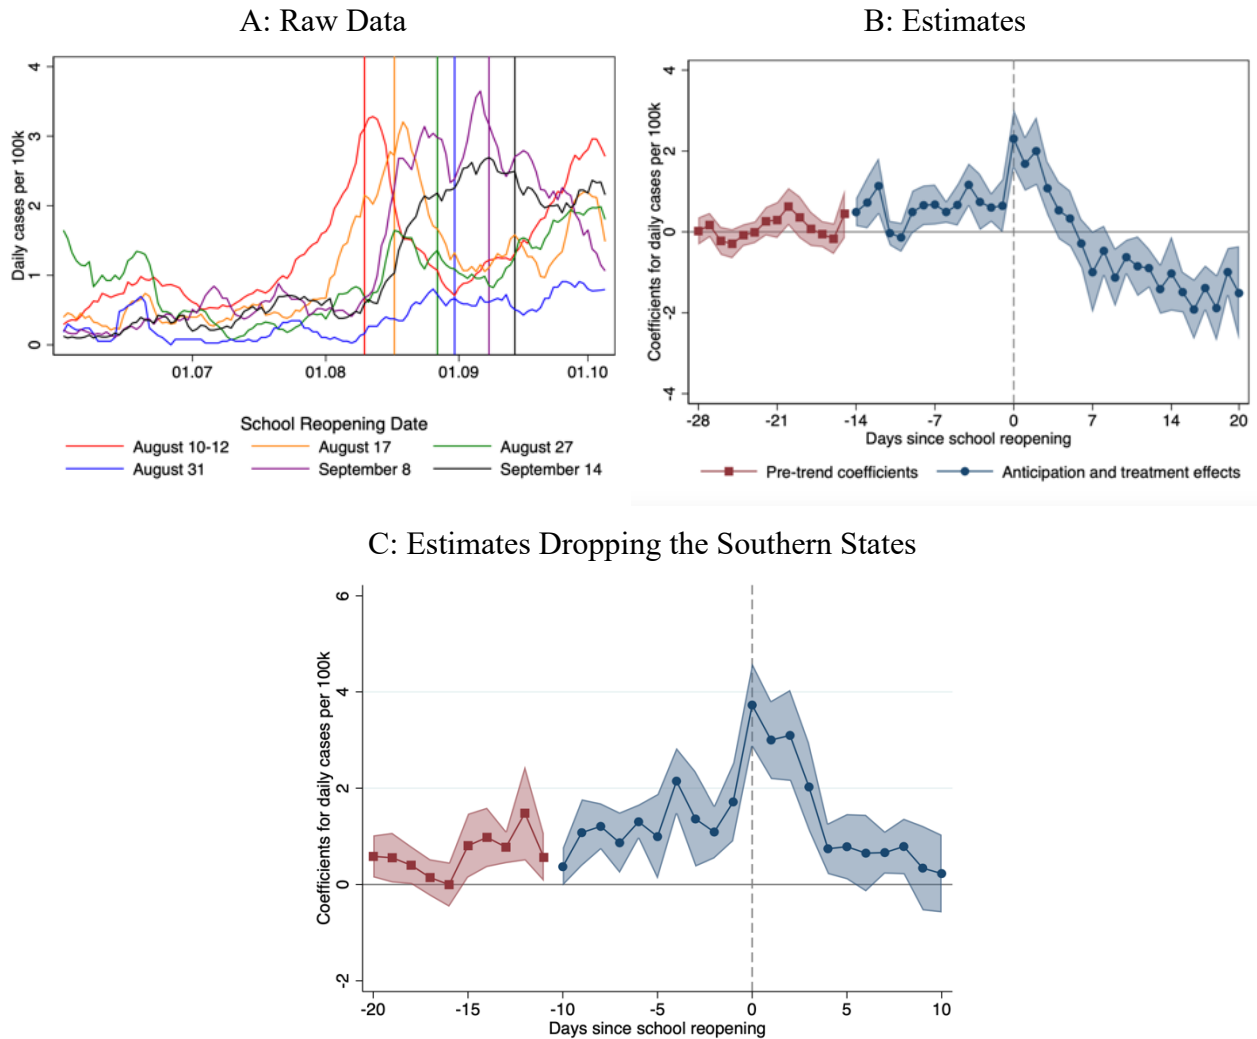 A: Raw Data
Daily cases per 100k
4
3
2
1
0
01.07 01.08 01.09 01.10
School Reopening Date
August 10-12 August 17 August 27
August 31 September 8 September 14
B: Estimates
Coefficients for daily cases per 100k
4
2
0
-2
-4
-28 -21 -14 -7 0 7 14 20
Days since school reopening
Pre-trend coefficients Anticipation and treatment effects
C: Estimates Dropping the Southern States
Coefficients for daily cases per 100k
6
4
2
0
-2
-20 -15 -10 -5 0 5 10
Days since school reopening